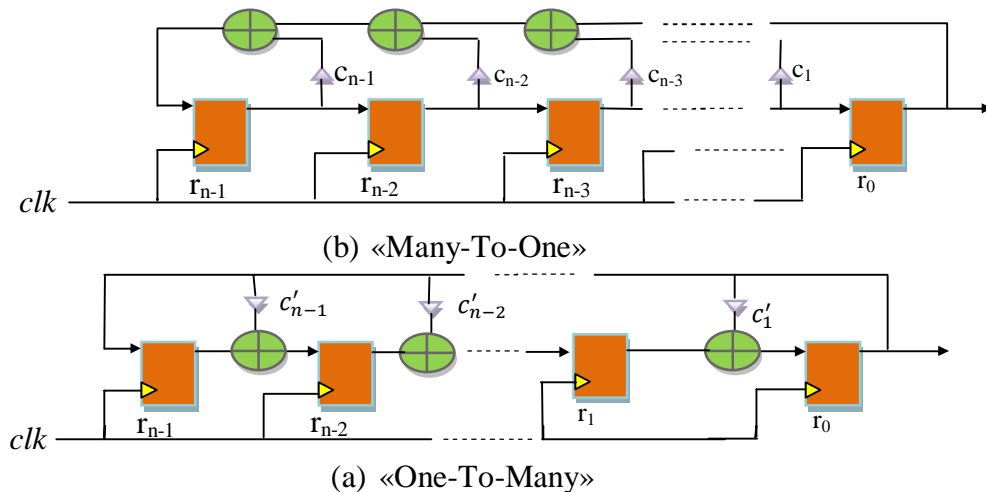 cₙ₋₁ cₙ₋₂ cₙ₋₃ c₁
rₙ₋₁ rₙ₋₂ rₙ₋₃ r₀
clk
(b) «Many-To-One»
c′ₙ₋₁ c′ₙ₋₂ c′₁
rₙ₋₁ rₙ₋₂ r₁ r₀
clk
(a) «One-To-Many»